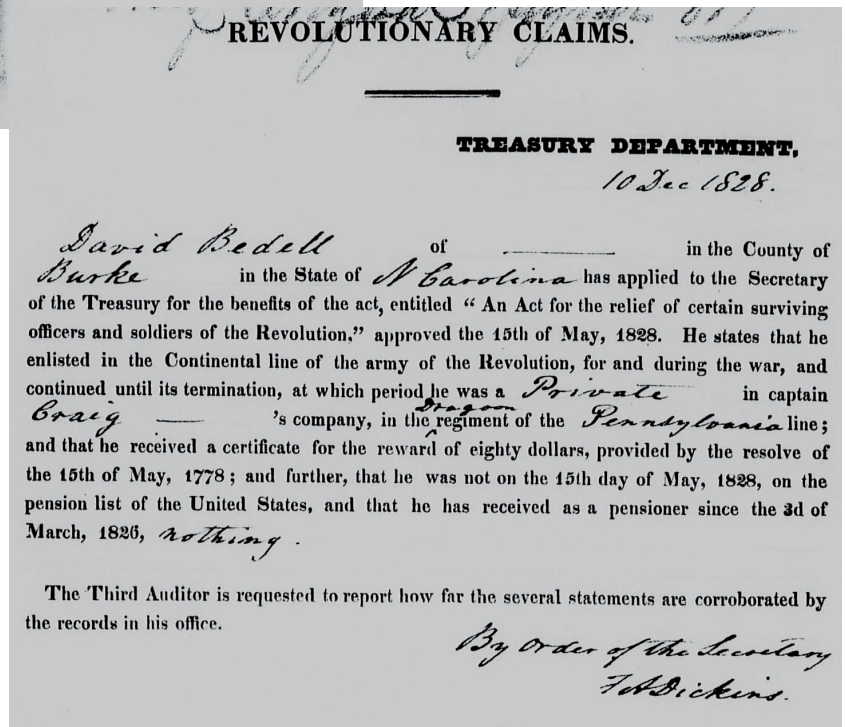 REVOLUTIONARY CLAIMS.
TREASURY DEPARTMENT,
10 Dec 1828.
David Bedell of in the County of
Burke in the State of N Carolina has applied to the Secretary
of the Treasury for the benefits of the act, entitled “ An Act for the relief of certain surviving
officers and soldiers of the Revolution,” approved the 15th of May, 1828. He states that he
enlisted in the Continental line of the army of the Revolution, for and during the war, and
continued until its termination, at which period he was a Private in captain
Craig 's company, in the Dragoon regiment of the Pennsylvania line;
and that he received a certificate for the reward of eighty dollars, provided by the resolve of
the 15th of May, 1778; and further, that he was not on the 15th day of May, 1828, on the
pension list of the United States, and that he has received as a pensioner since the 3d of
March, 1826, nothing.
The Third Auditor is requested to report how far the several statements are corroborated by
the records in his office.
By order of the Secretary
F A Dickins.